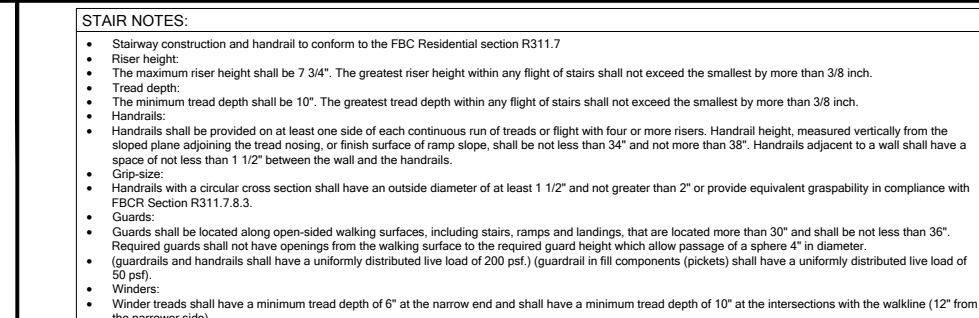 STAIR NOTES:
• Stairway construction and handrail to conform to the FBC Residential section R311.7
• Riser height:
• The maximum riser height shall be 7 3/4". The greatest riser height within any flight of stairs shall not exceed the smallest by more than 3/8 inch.
• Tread depth:
• The minimum tread depth shall be 10". The greatest tread depth within any flight of stairs shall not exceed the smallest by more than 3/8 inch.
• Handrails:
• Handrails shall be provided on at least one side of each continuous run of treads or flight with four or more risers. Handrail height, measured vertically from the
sloped plane adjoining the tread nosing, or finish surface of ramp slope, shall be not less than 34" and not more than 38". Handrails adjacent to a wall shall have a
space of not less than 1 1/2" between the wall and the handrails.
• Grip-size:
• Handrails with a circular cross section shall have an outside diameter of at least 1 1/2" and not greater than 2" or provide equivalent graspability in compliance with
FBCR Section R311.7.8.3.
• Guards:
• Guards shall be located along open-sided walking surfaces, including stairs, ramps and landings, that are located more than 30" and shall be not less than 36".
Required guards shall not have openings from the walking surface to the required guard height which allow passage of a sphere 4" in diameter.
• (guardrails and handrails shall have a uniformly distributed live load of 200 psf.) (guardrail in fill components (pickets) shall have a uniformly distributed live load of
50 psf).
• Winders:
• Winder treads shall have a minimum tread depth of 6" at the narrow end and shall have a minimum tread depth of 10" at the intersections with the walkline (12" from
the narrower side)